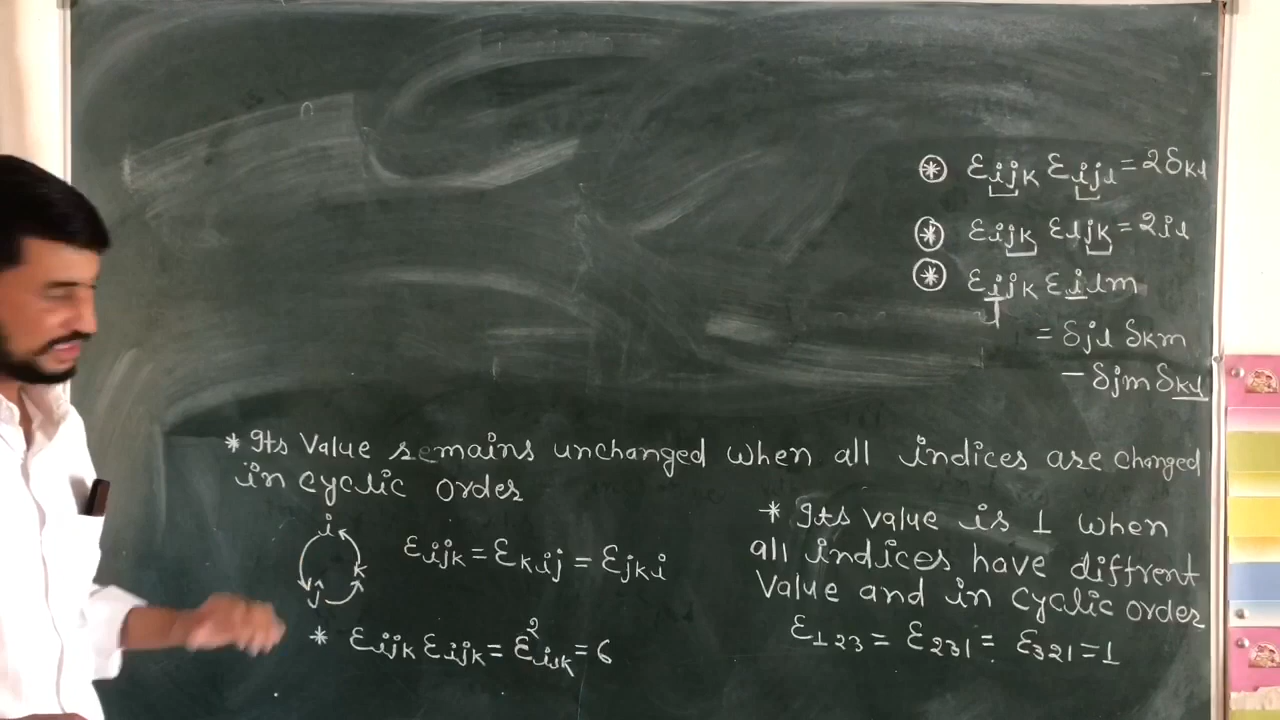 ⊛ εijk εijl = 2δkl
⊛ εijk εljk = 2il
⊛ εijk εilm
= δjl δkm
− δjm δkl
* Its Value remains unchanged when all indices are changed
in cyclic order
i
j k
εijk = εkij = εjki
* εijk εijk = ε²ijk = 6
* Its value is 1 when
all indices have diffrent
Value and in cyclic order
ε123 = ε231 = ε321 = 1